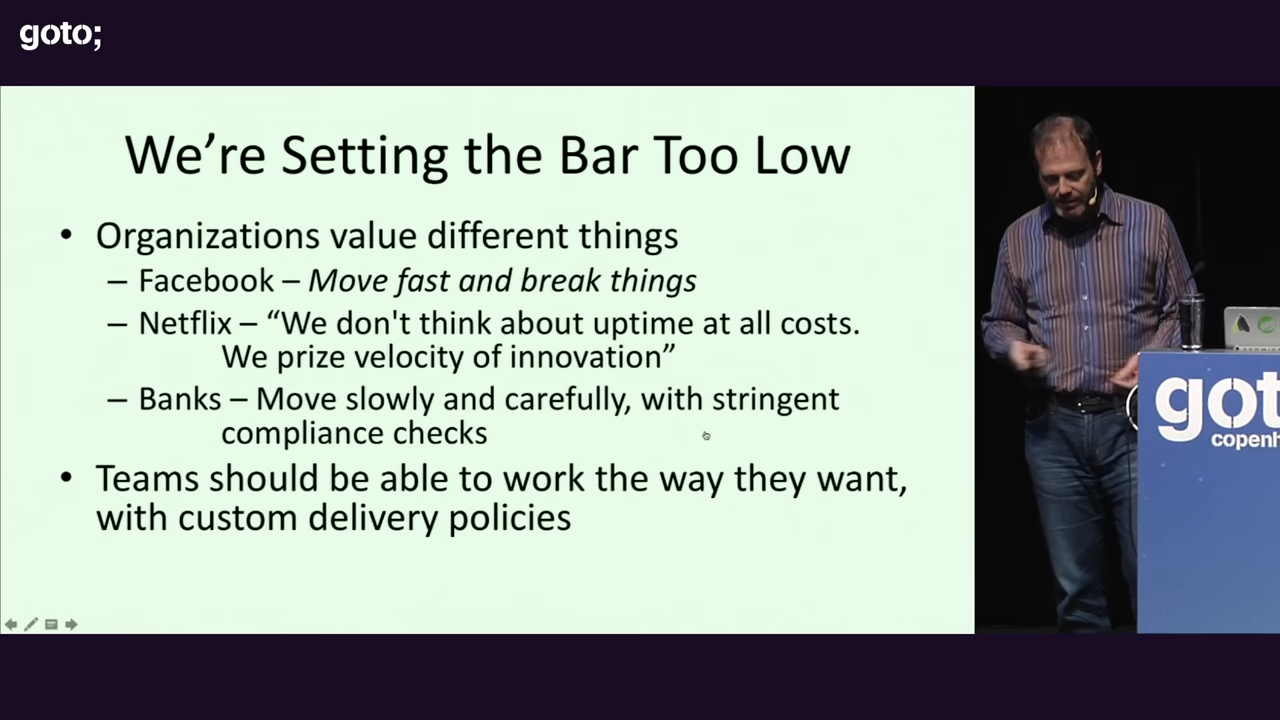 goto;
We're Setting the Bar Too Low
• Organizations value different things
– Facebook – Move fast and break things
– Netflix – “We don't think about uptime at all costs.
We prize velocity of innovation”
– Banks – Move slowly and carefully, with stringent
compliance checks
• Teams should be able to work the way they want,
with custom delivery policies
got
copenh